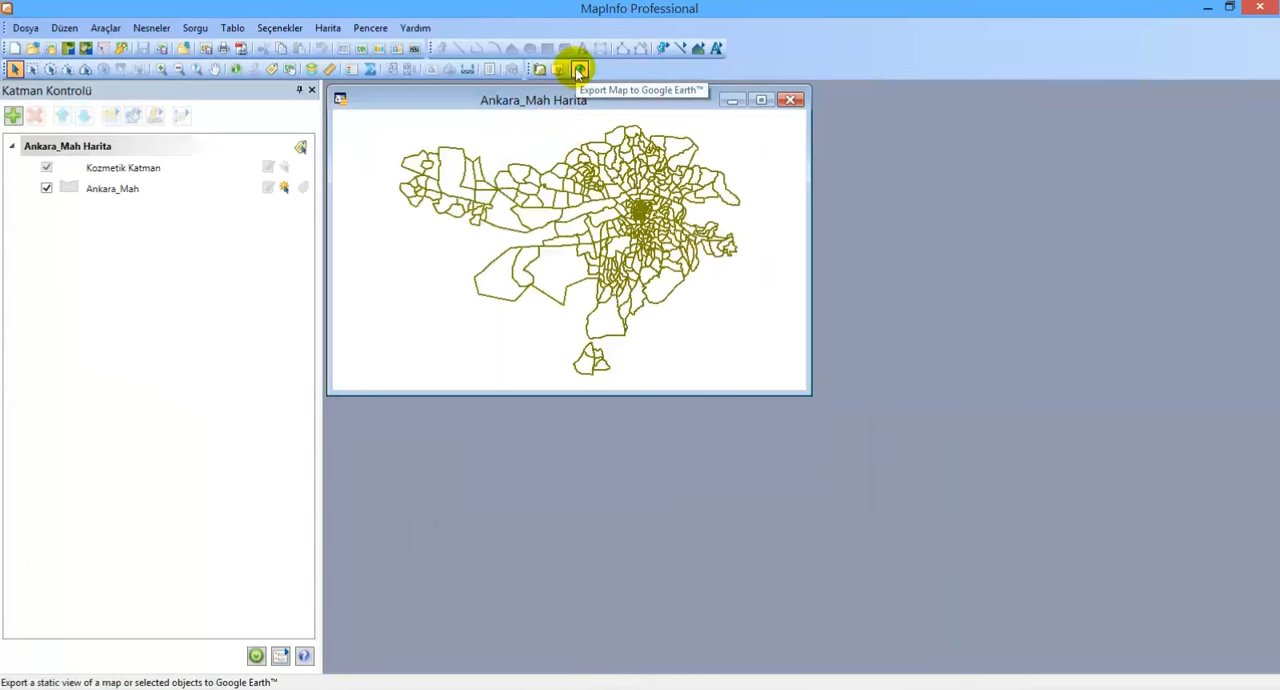 MapInfo Professional
Dosya Düzen Araçlar Nesneler Sorgu Tablo Seçenekler Harita Pencere Yardım
Export Map to Google Earth™
Katman Kontrolü
Ankara_Mah Harita
Ankara_Mah Harita
Kozmetik Katman
Ankara_Mah
Export a static view of a map or selected objects to Google Earth™